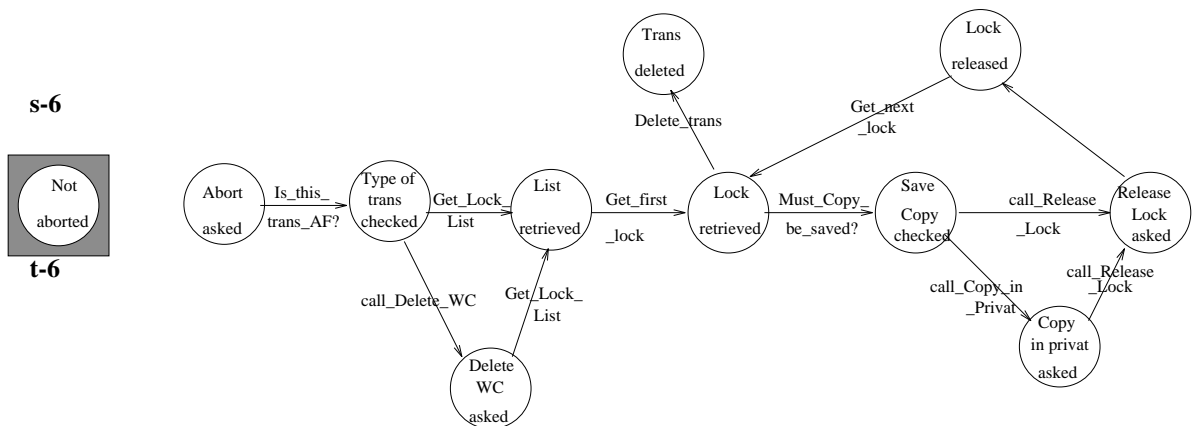 s-6
Not
aborted
t-6
Abort
asked
Is_this_
trans_AF?
Type of
trans
checked
Get_Lock_
List
call_Delete_WC
Delete
WC
asked
Get_Lock_
List
List
retrieved
Get_first
_lock
Trans
deleted
Delete_trans
Lock
retrieved
Get_next
_lock
Lock
released
Must_Copy_
be_saved?
Save
Copy
checked
call_Release
_Lock
Release
Lock
asked
call_Copy_in
_Privat
call_Release
_Lock
Copy
in privat
asked